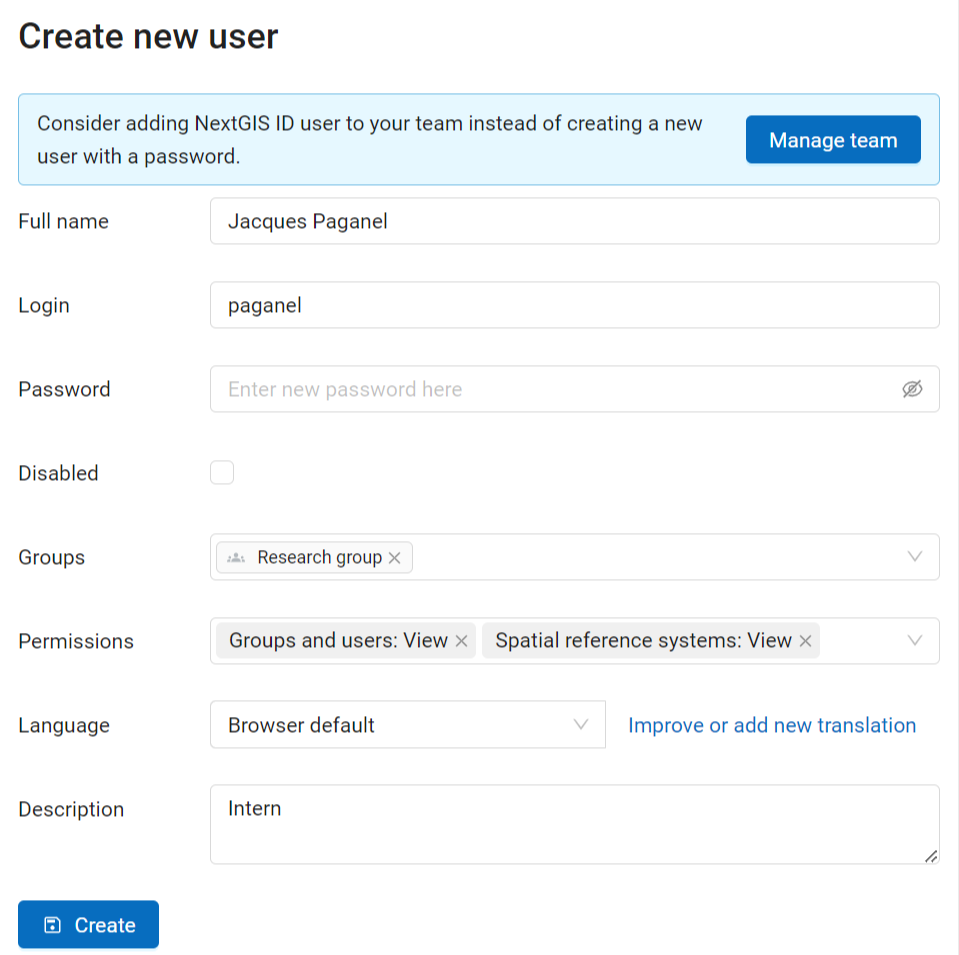 Create new user
Consider adding NextGIS ID user to your team instead of creating a new
user with a password.
Manage team
Full name
Jacques Paganel
Login
paganel
Password
Enter new password here
Disabled
Groups
Research group
Permissions
Groups and users: View
Spatial reference systems: View
Language
Browser default
Improve or add new translation
Description
Intern
Create